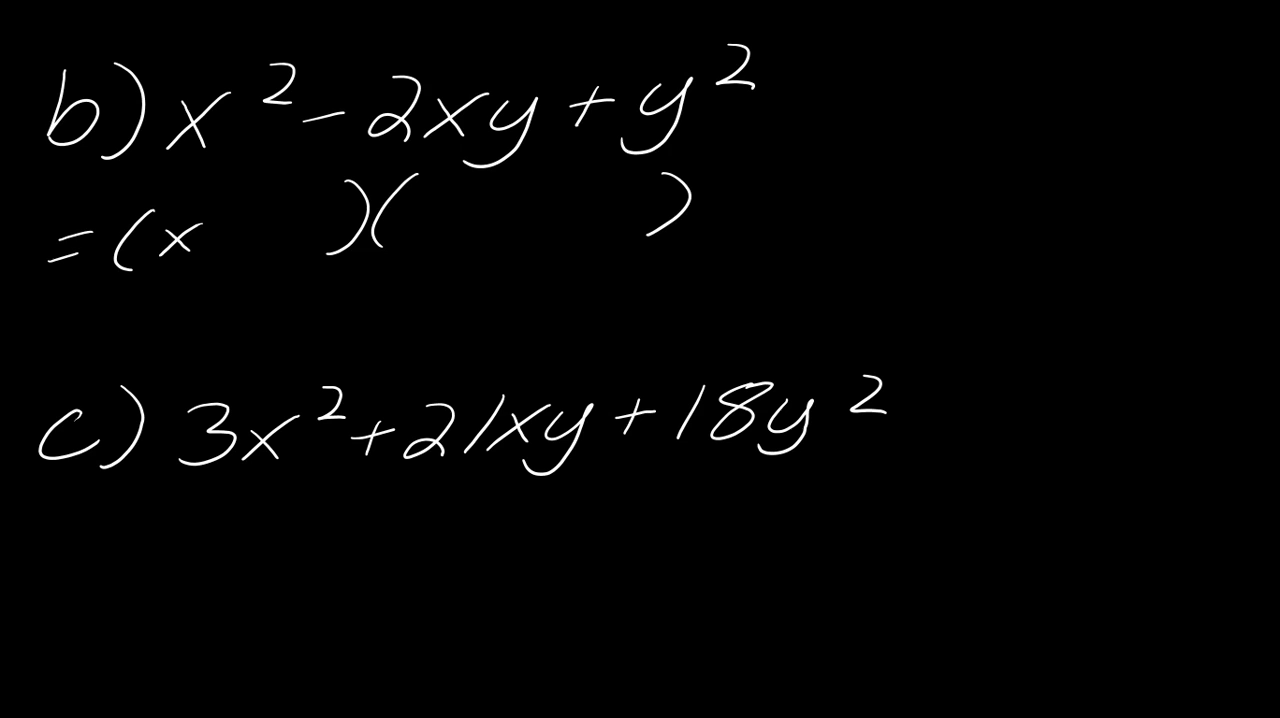 b) x² - 2xy + y²
= (x )( )
c) 3x² + 21xy + 18y²